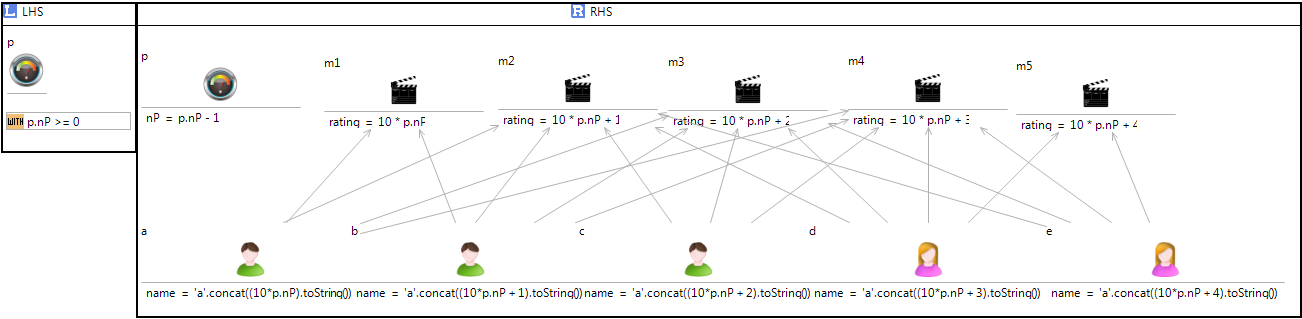 LHS
RHS
p
WITH p.nP >= 0
p
nP = p.nP - 1
m1
rating = 10 * p.nP
m2
rating = 10 * p.nP + 1
m3
rating = 10 * p.nP + 2
m4
rating = 10 * p.nP + 3
m5
rating = 10 * p.nP + 4
a
name = 'a'.concat((10*p.nP).toString())
b
name = 'a'.concat((10*p.nP + 1).toString())
c
name = 'a'.concat((10*p.nP + 2).toString())
d
name = 'a'.concat((10*p.nP + 3).toString())
e
name = 'a'.concat((10*p.nP + 4).toString())